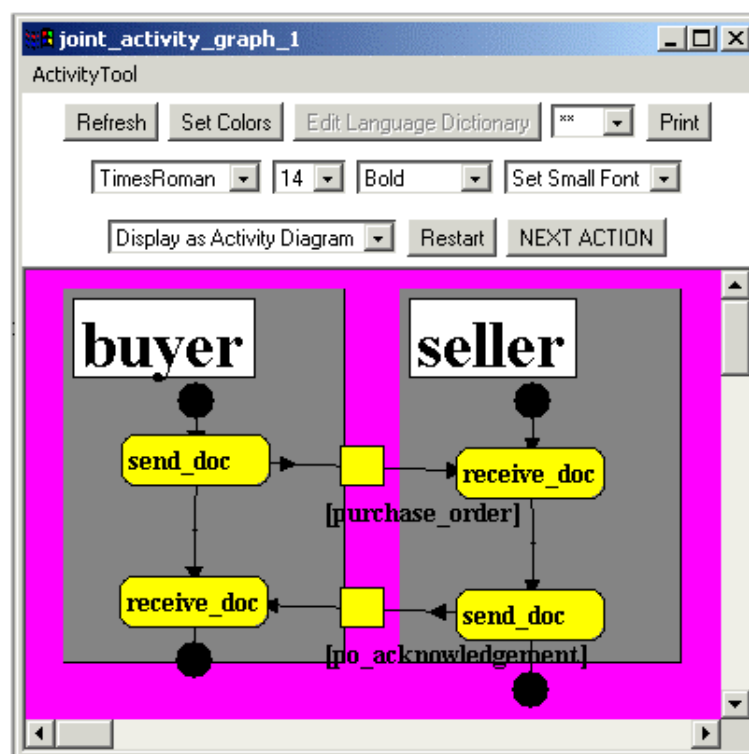 joint_activity_graph_1
ActivityTool
Refresh Set Colors Edit Language Dictionary ** Print
TimesRoman 14 Bold Set Small Font
Display as Activity Diagram Restart NEXT ACTION
buyer seller
send_doc receive_doc
[purchase_order]
receive_doc send_doc
[po_acknowledgement]